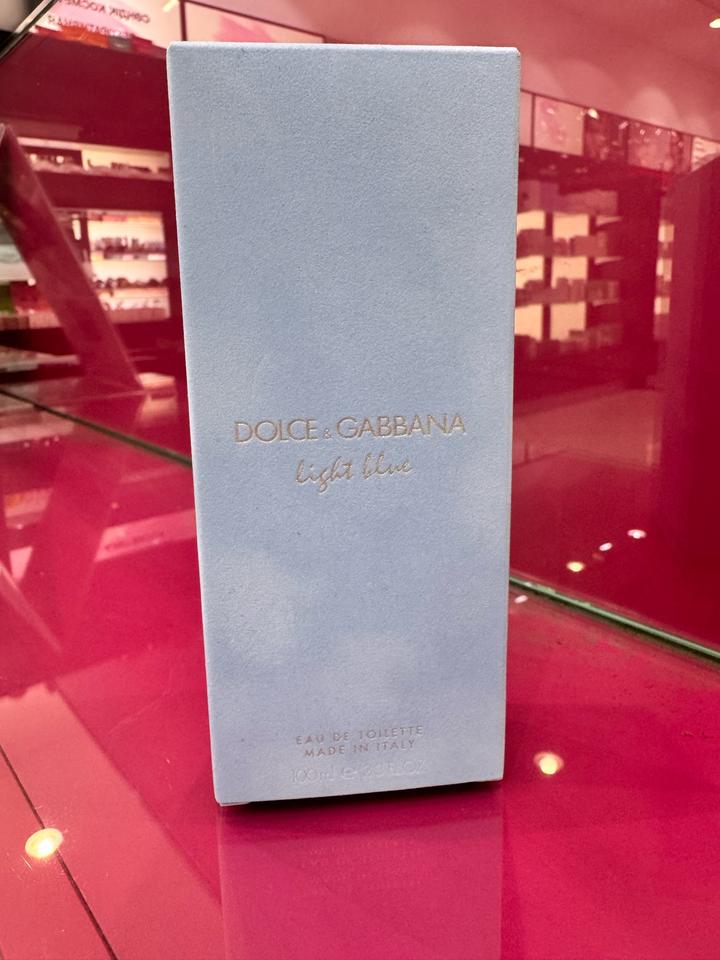 DOLCE & GABBANA
light blue
EAU DE TOILETTE
MADE IN ITALY
100ml ℮